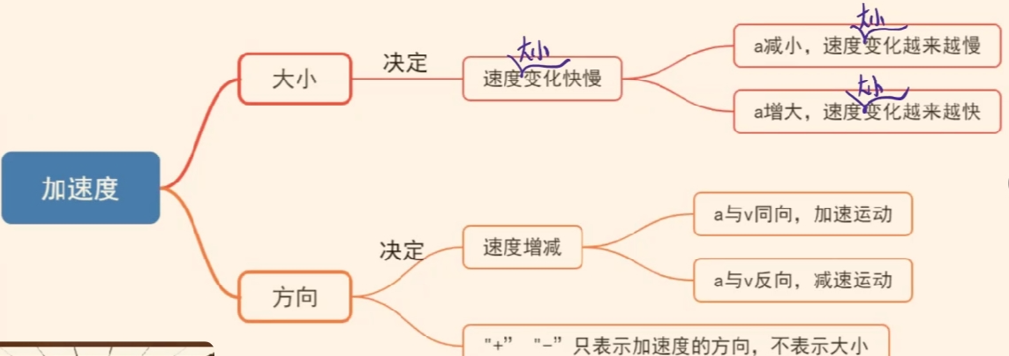 加速度
大小
决定
大小
速度变化快慢
大小
a减小，速度变化越来越慢
大小
a增大，速度变化越来越快
方向
决定
速度增减
a与v同向，加速运动
a与v反向，减速运动
"+” "-”只表示加速度的方向，不表示大小